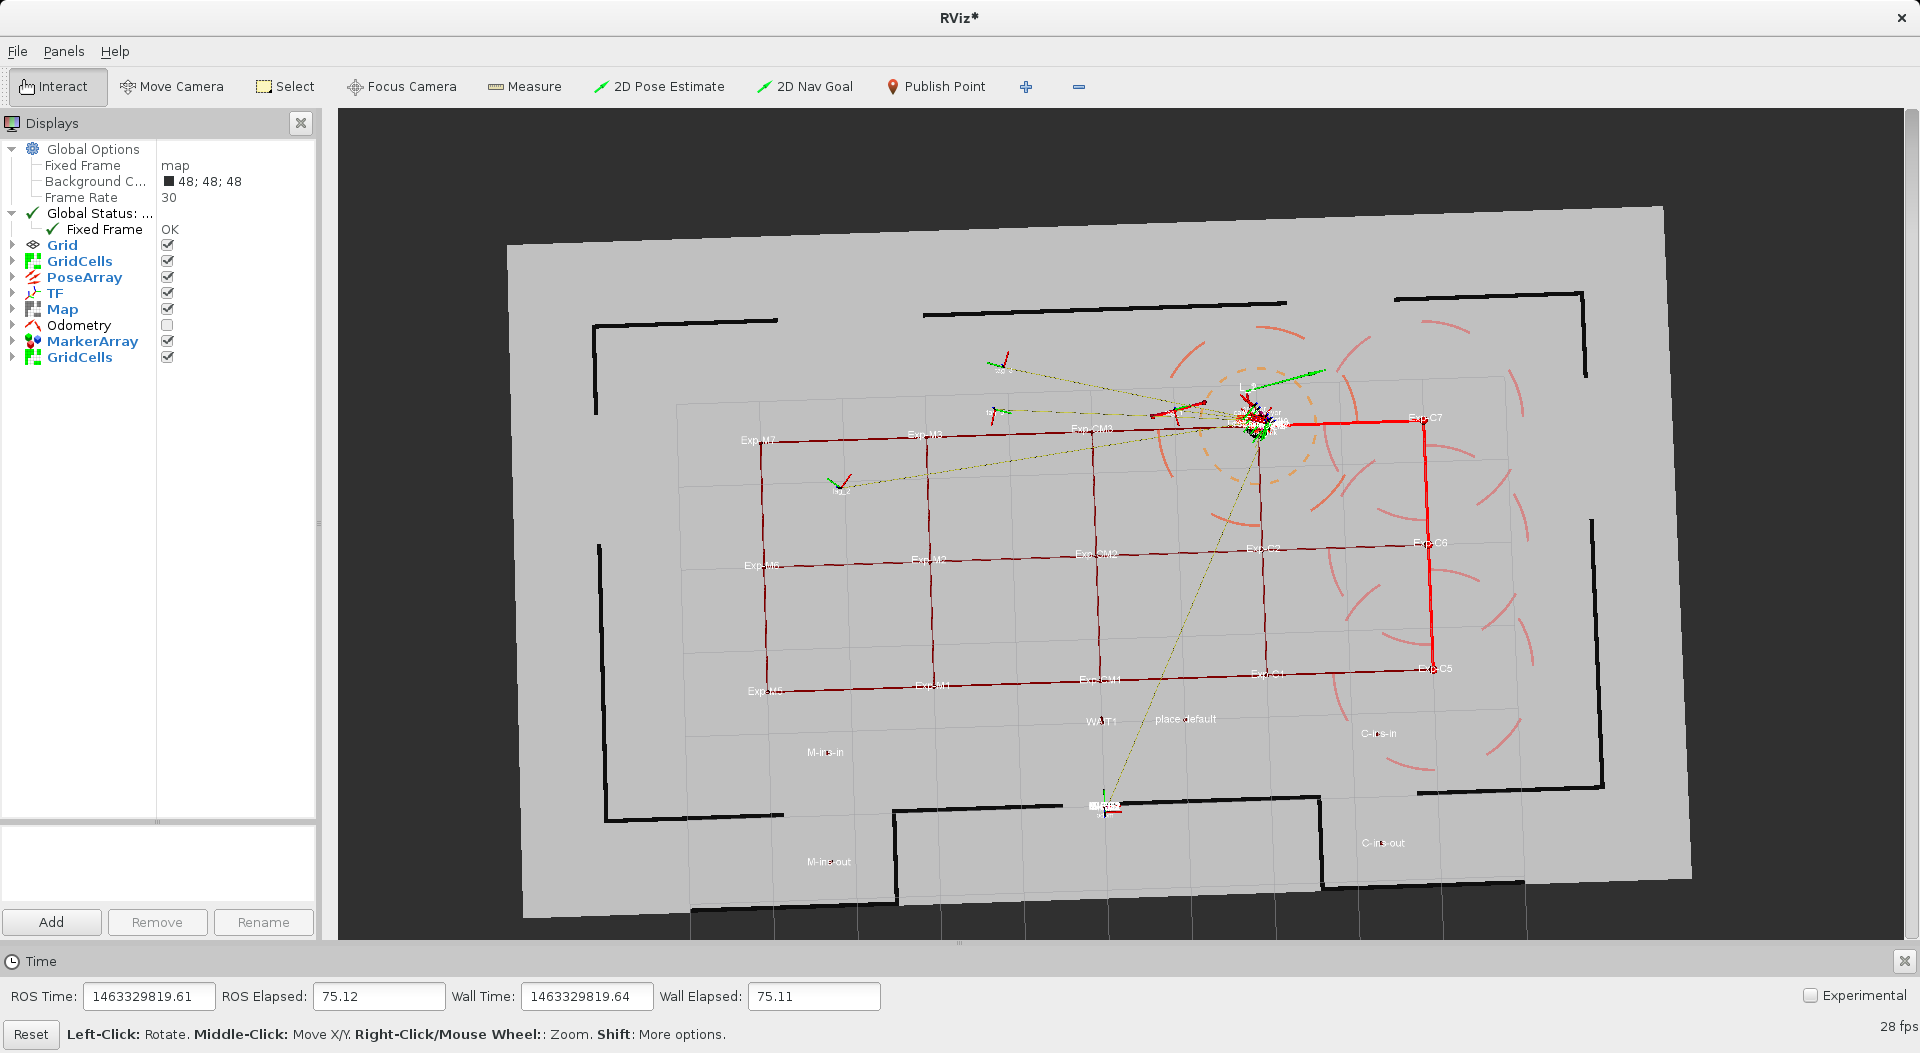 RViz*
File Panels Help
Interact Move Camera Select Focus Camera Measure 2D Pose Estimate 2D Nav Goal Publish Point
Displays
Global Options
Fixed Frame map
Background C... 48; 48; 48
Frame Rate 30
Global Status: ...
Fixed Frame OK
Grid
GridCells
PoseArray
TF
Map
Odometry
MarkerArray
GridCells
Add Remove Rename
L_2
Exp-C7
Exp-M7 Exp-M3 Exp-CM3
tag_2
Exp-M6 Exp-M2 Exp-CM2 Exp-C2 Exp-C6
Exp-M5 Exp-M1 Exp-CM1 Exp-C1 Exp-C5
WAIT1 place-default
M-ins-in C-ins-in
M-ins-out C-ins-out
Time
ROS Time: 1463329819.61 ROS Elapsed: 75.12 Wall Time: 1463329819.64 Wall Elapsed: 75.11 Experimental
Reset Left-Click: Rotate. Middle-Click: Move X/Y. Right-Click/Mouse Wheel:: Zoom. Shift: More options. 28 fps